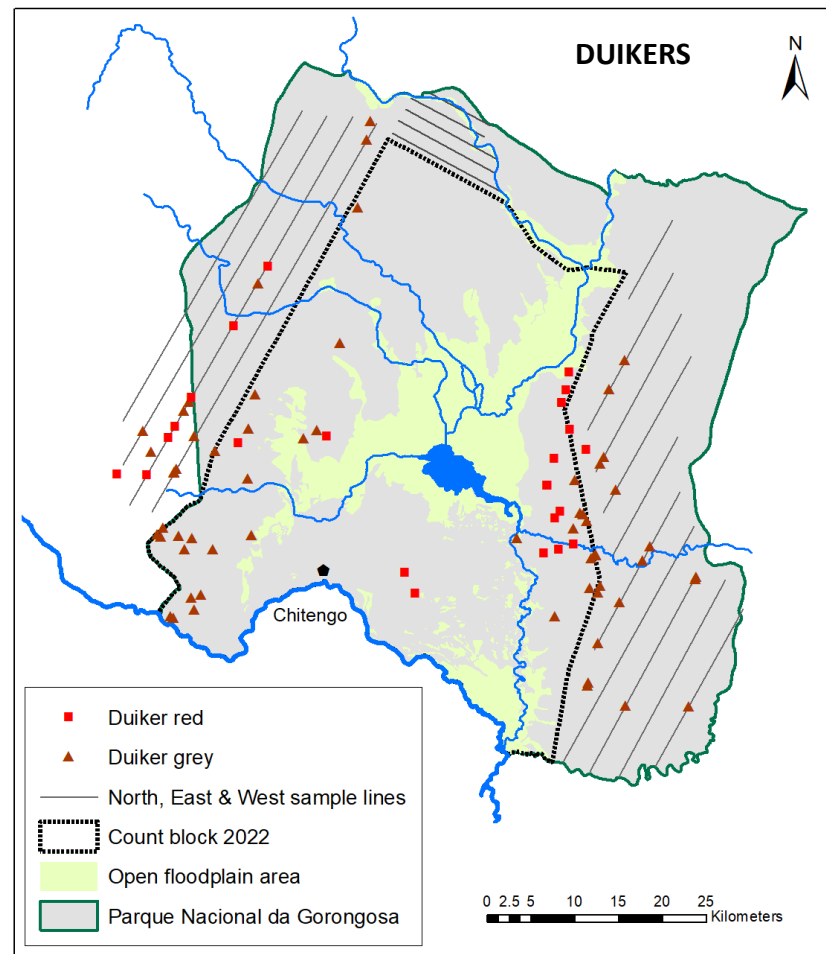 DUIKERS
N
Chitengo
Duiker red
Duiker grey
North, East & West sample lines
Count block 2022
Open floodplain area
Parque Nacional da Gorongosa
0 2.5 5 10 15 20 25
Kilometers